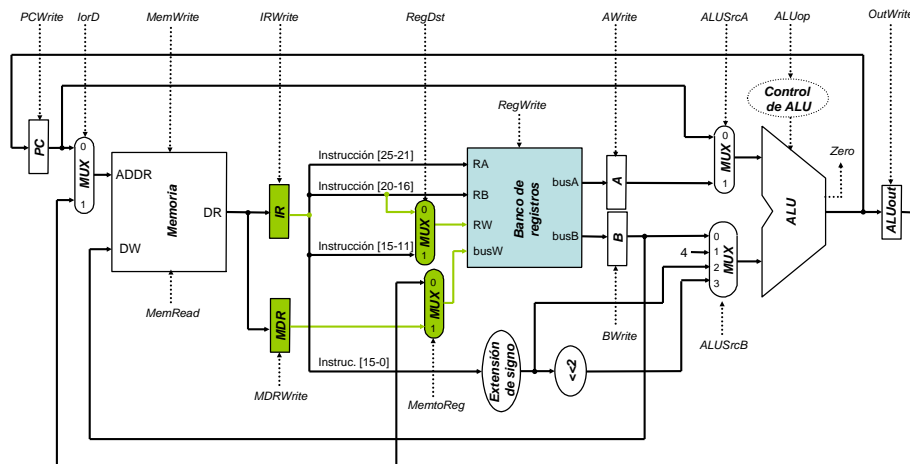 PCWrite
IorD
MemWrite
IRWrite
RegDst
AWrite
ALUSrcA
ALUop
OutWrite
Control
de ALU
RegWrite
Zero
PC
0
MUX
1
ADDR
Memoria
DR
DW
MemRead
IR
MDR
MDRWrite
Instrucción [25-21]
Instrucción [20-16]
Instrucción [15-11]
Instruc. [15-0]
0
MUX
1
0
MUX
1
MemtoReg
RA
RB
RW
busW
Banco de
registros
busA
busB
A
B
BWrite
Extensión
de signo
<<2
0
MUX
1
4
0
1
2
3
MUX
ALUSrcB
ALU
ALUout